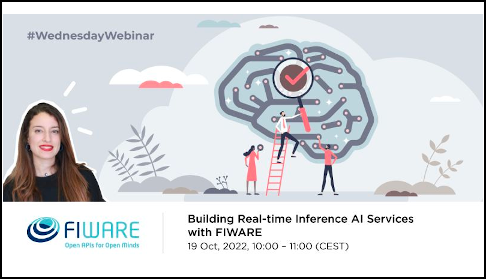 #WednesdayWebinar
FIWARE
Open APIs for Open Minds
Building Real-time Inference AI Services
with FIWARE
19 Oct, 2022, 10:00 – 11:00 (CEST)